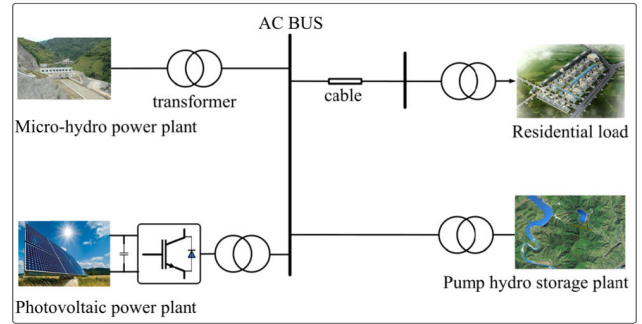 AC BUS
transformer
cable
Micro-hydro power plant
Residential load
Photovoltaic power plant
Pump hydro storage plant